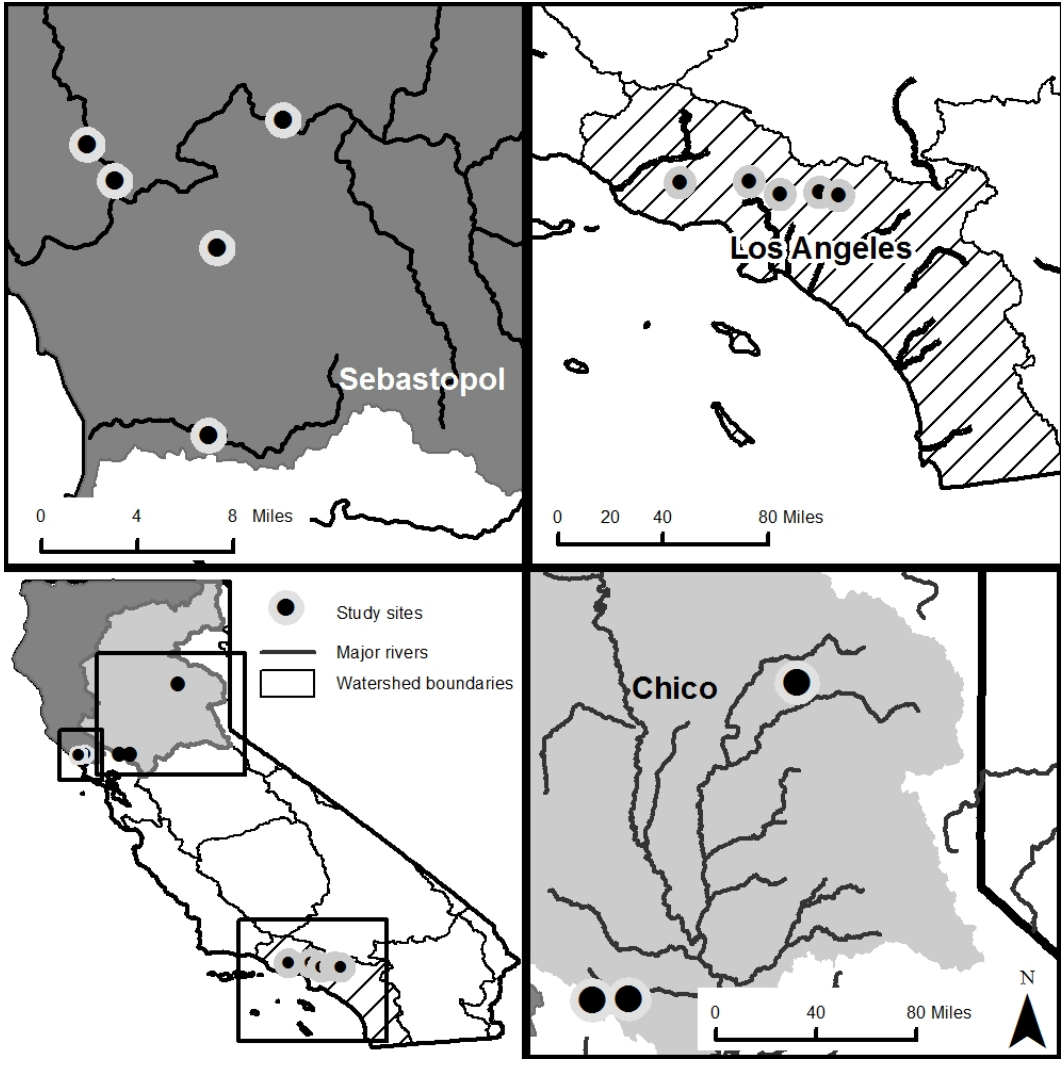 Sebastopol
0 4 8 Miles
Los Angeles
0 20 40 80 Miles
Study sites
Major rivers
Watershed boundaries
Chico
N
0 40 80 Miles